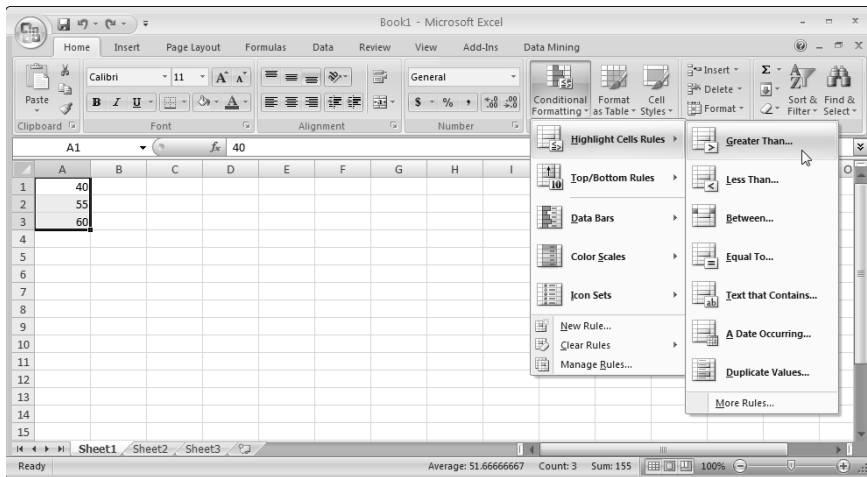 Book1 - Microsoft Excel
Home Insert Page Layout Formulas Data Review View Add-Ins Data Mining
Paste
Calibri 11 A A
General
Conditional Formatting
Format as Table
Cell Styles
Insert
Delete
Format
Σ
Sort & Filter
Find & Select
B I U A
$ % , .0 .00 .00 .0
Clipboard Font Alignment Number
A1 fx 40
A B C D E F G H I O
1 40
2 55
3 60
4
5
6
7
8
9
10
11
12
13
14
15
Highlight Cells Rules
Top/Bottom Rules
Data Bars
Color Scales
Icon Sets
New Rule...
Clear Rules
Manage Rules...
Greater Than...
Less Than...
Between...
Equal To...
Text that Contains...
A Date Occurring...
Duplicate Values...
More Rules...
Sheet1 Sheet2 Sheet3
Ready Average: 51.66666667 Count: 3 Sum: 155 100%